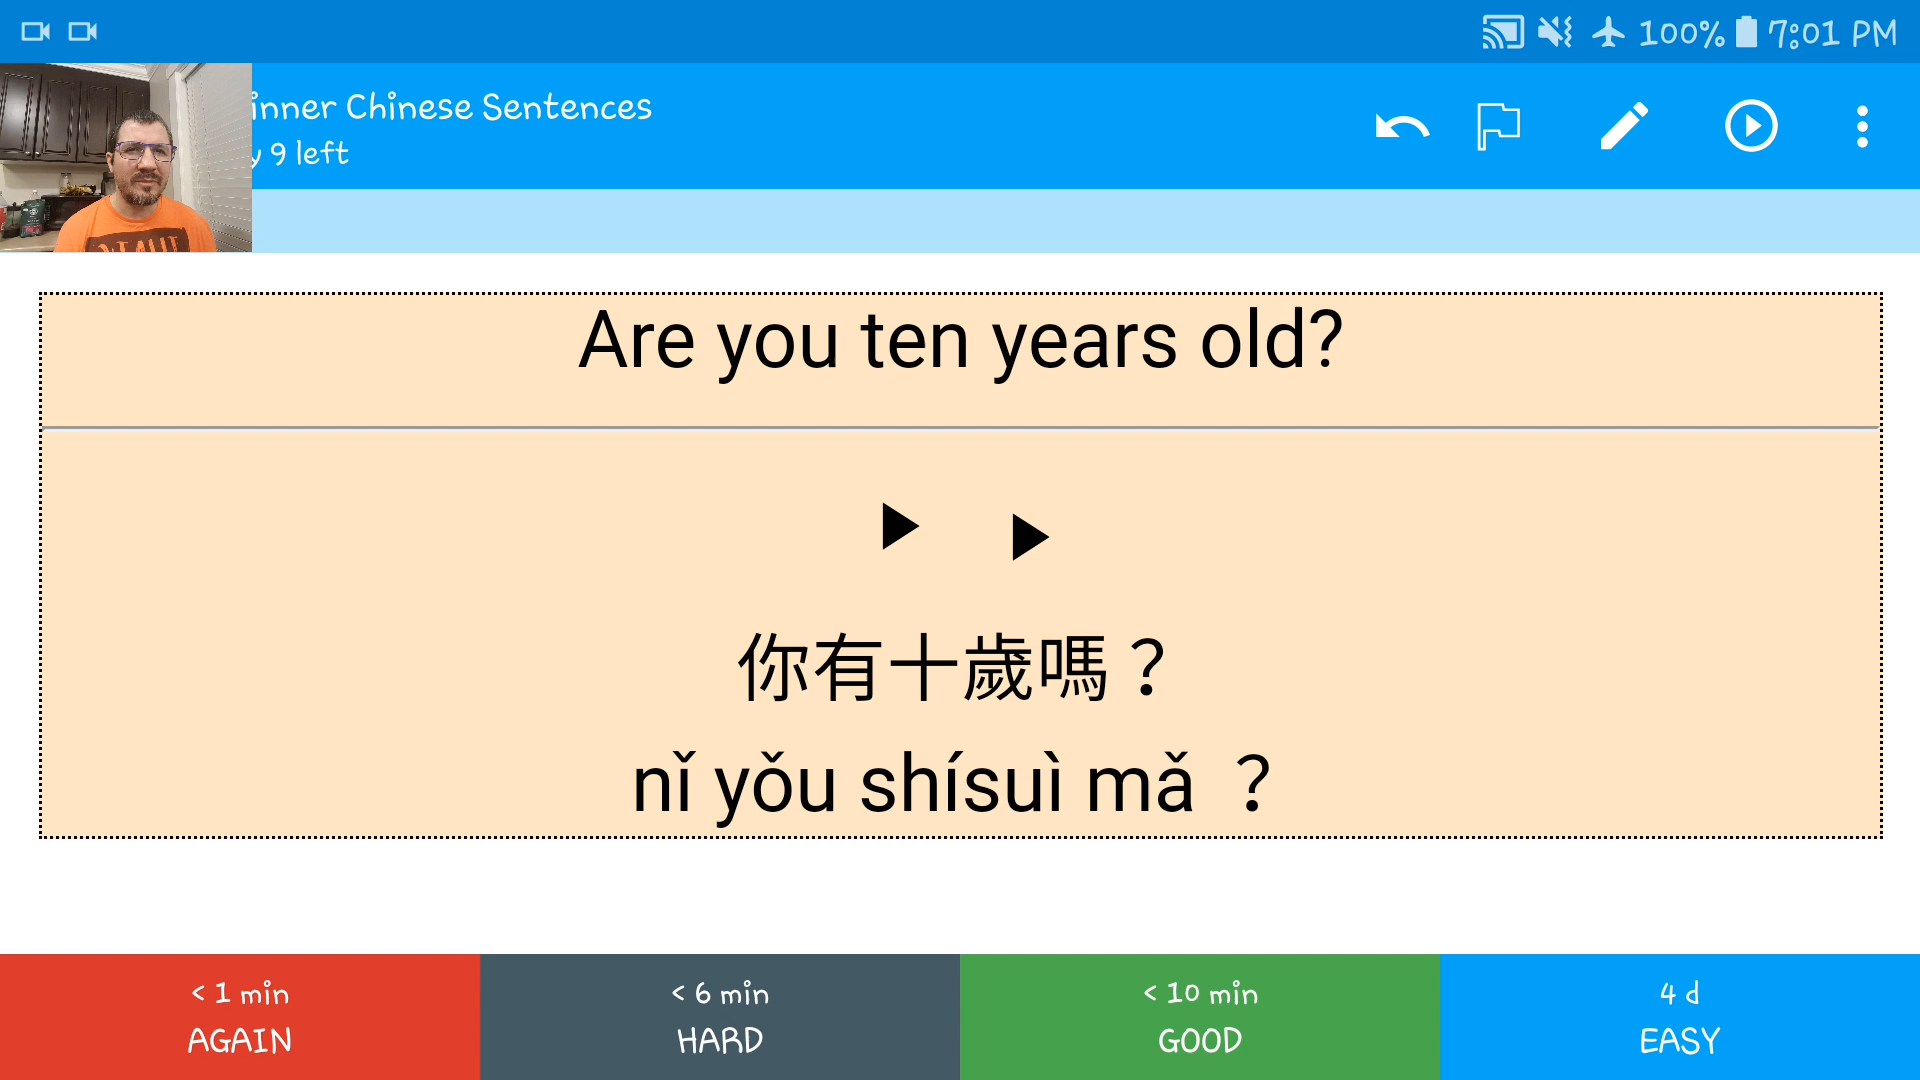 100% 7:01 PM
inner Chinese Sentences
y 9 left
Are you ten years old?
你有十歲嗎？
nǐ yǒu shísuì mǎ ？
< 1 min
AGAIN
< 6 min
HARD
< 10 min
GOOD
4 d
EASY